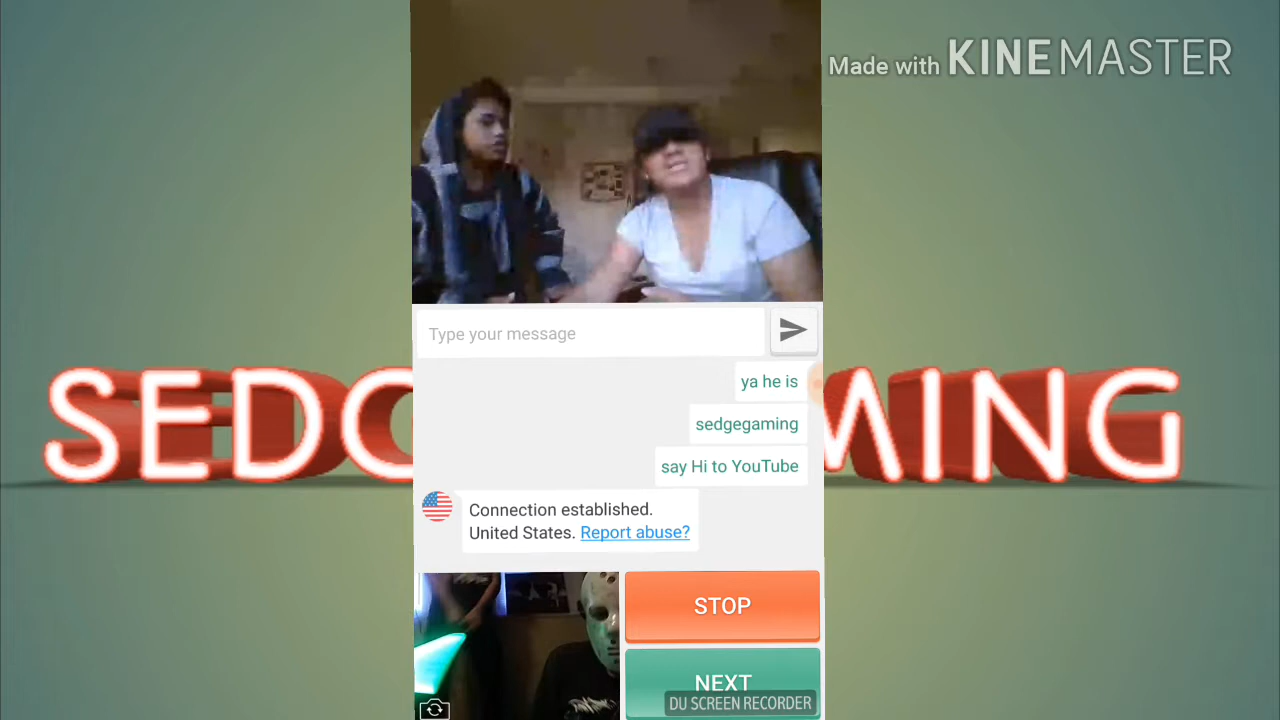 Made with KINEMASTER
Type your message
ya he is
sedgegaming
say Hi to YouTube
SEDG MING
Connection established.
United States. Report abuse?
STOP
NEXT
DU SCREEN RECORDER